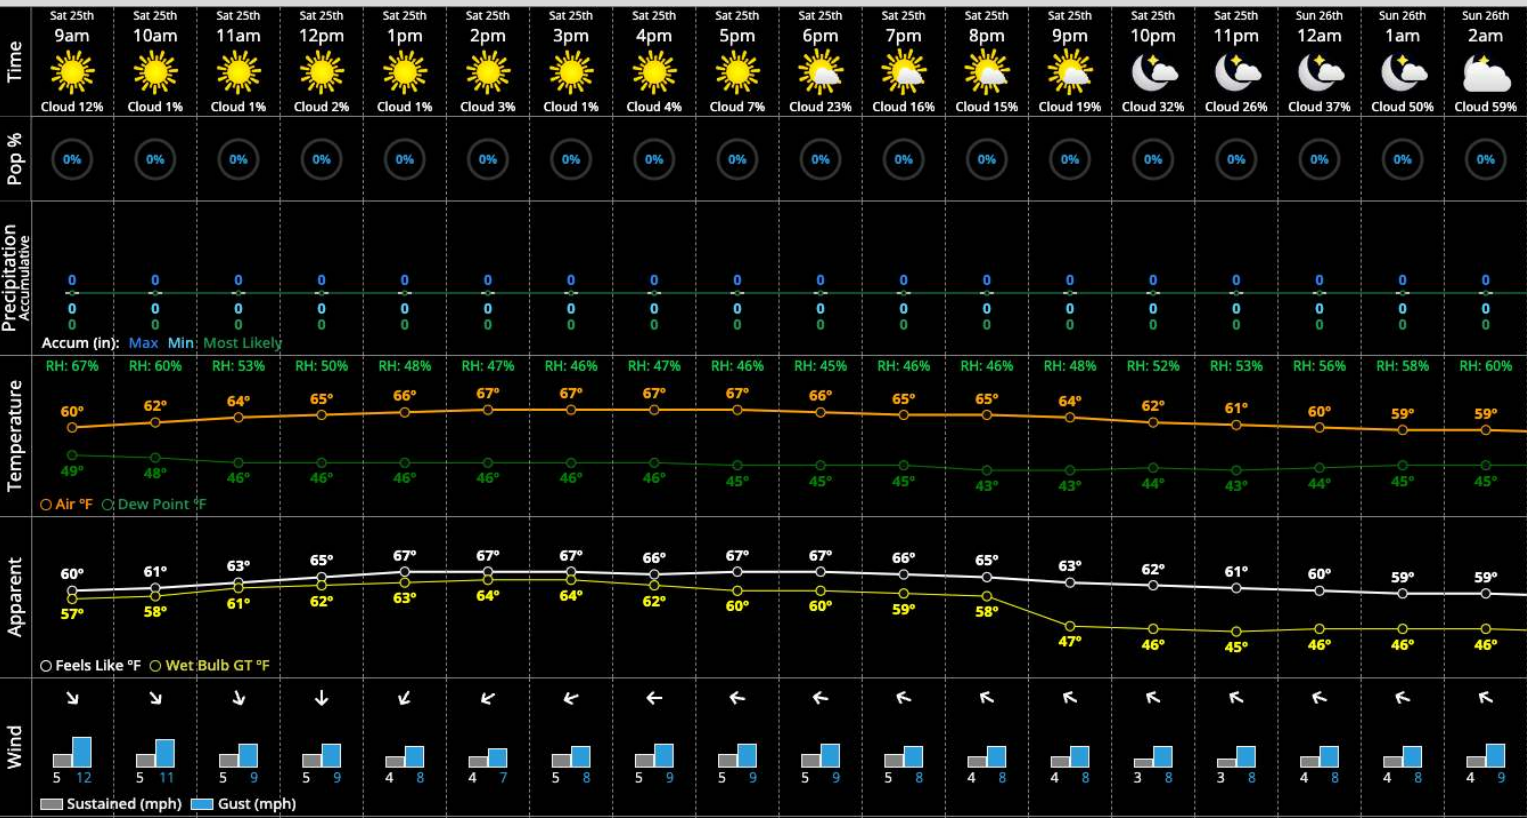 Time
Sat 25th Sat 25th Sat 25th Sat 25th Sat 25th Sat 25th Sat 25th Sat 25th Sat 25th Sat 25th Sat 25th Sat 25th Sat 25th Sat 25th Sat 25th Sun 26th Sun 26th Sun 26th
9am 10am 11am 12pm 1pm 2pm 3pm 4pm 5pm 6pm 7pm 8pm 9pm 10pm 11pm 12am 1am 2am
Cloud 12% Cloud 1% Cloud 1% Cloud 2% Cloud 1% Cloud 3% Cloud 1% Cloud 4% Cloud 7% Cloud 23% Cloud 16% Cloud 15% Cloud 19% Cloud 32% Cloud 26% Cloud 37% Cloud 50% Cloud 59%
Pop %
0% 0% 0% 0% 0% 0% 0% 0% 0% 0% 0% 0% 0% 0% 0% 0% 0% 0%
Precipitation
Accumulative
0 0 0 0 0 0 0 0 0 0 0 0 0 0 0 0 0 0
0 0 0 0 0 0 0 0 0 0 0 0 0 0 0 0 0 0
0 0 0 0 0 0 0 0 0 0 0 0 0 0 0 0 0 0
Accum (in): Max Min Most Likely
Temperature
RH: 67% RH: 60% RH: 53% RH: 50% RH: 48% RH: 47% RH: 46% RH: 47% RH: 46% RH: 45% RH: 46% RH: 46% RH: 48% RH: 52% RH: 53% RH: 56% RH: 58% RH: 60%
60° 62° 64° 65° 66° 67° 67° 67° 67° 66° 65° 65° 64° 62° 61° 60° 59° 59°
49° 48° 46° 46° 46° 46° 46° 46° 45° 45° 45° 43° 43° 44° 43° 44° 45° 45°
Air °F Dew Point °F
Apparent
60° 61° 63° 65° 67° 67° 67° 66° 67° 67° 66° 65° 63° 62° 61° 60° 59° 59°
57° 58° 61° 62° 63° 64° 64° 62° 60° 60° 59° 58° 47° 46° 45° 46° 46° 46°
Feels Like °F Wet Bulb GT °F
Wind
5 12 5 11 5 9 5 9 4 8 4 7 5 8 5 9 5 9 5 9 5 8 4 8 4 8 3 8 3 8 4 8 4 8 4 9
Sustained (mph) Gust (mph)